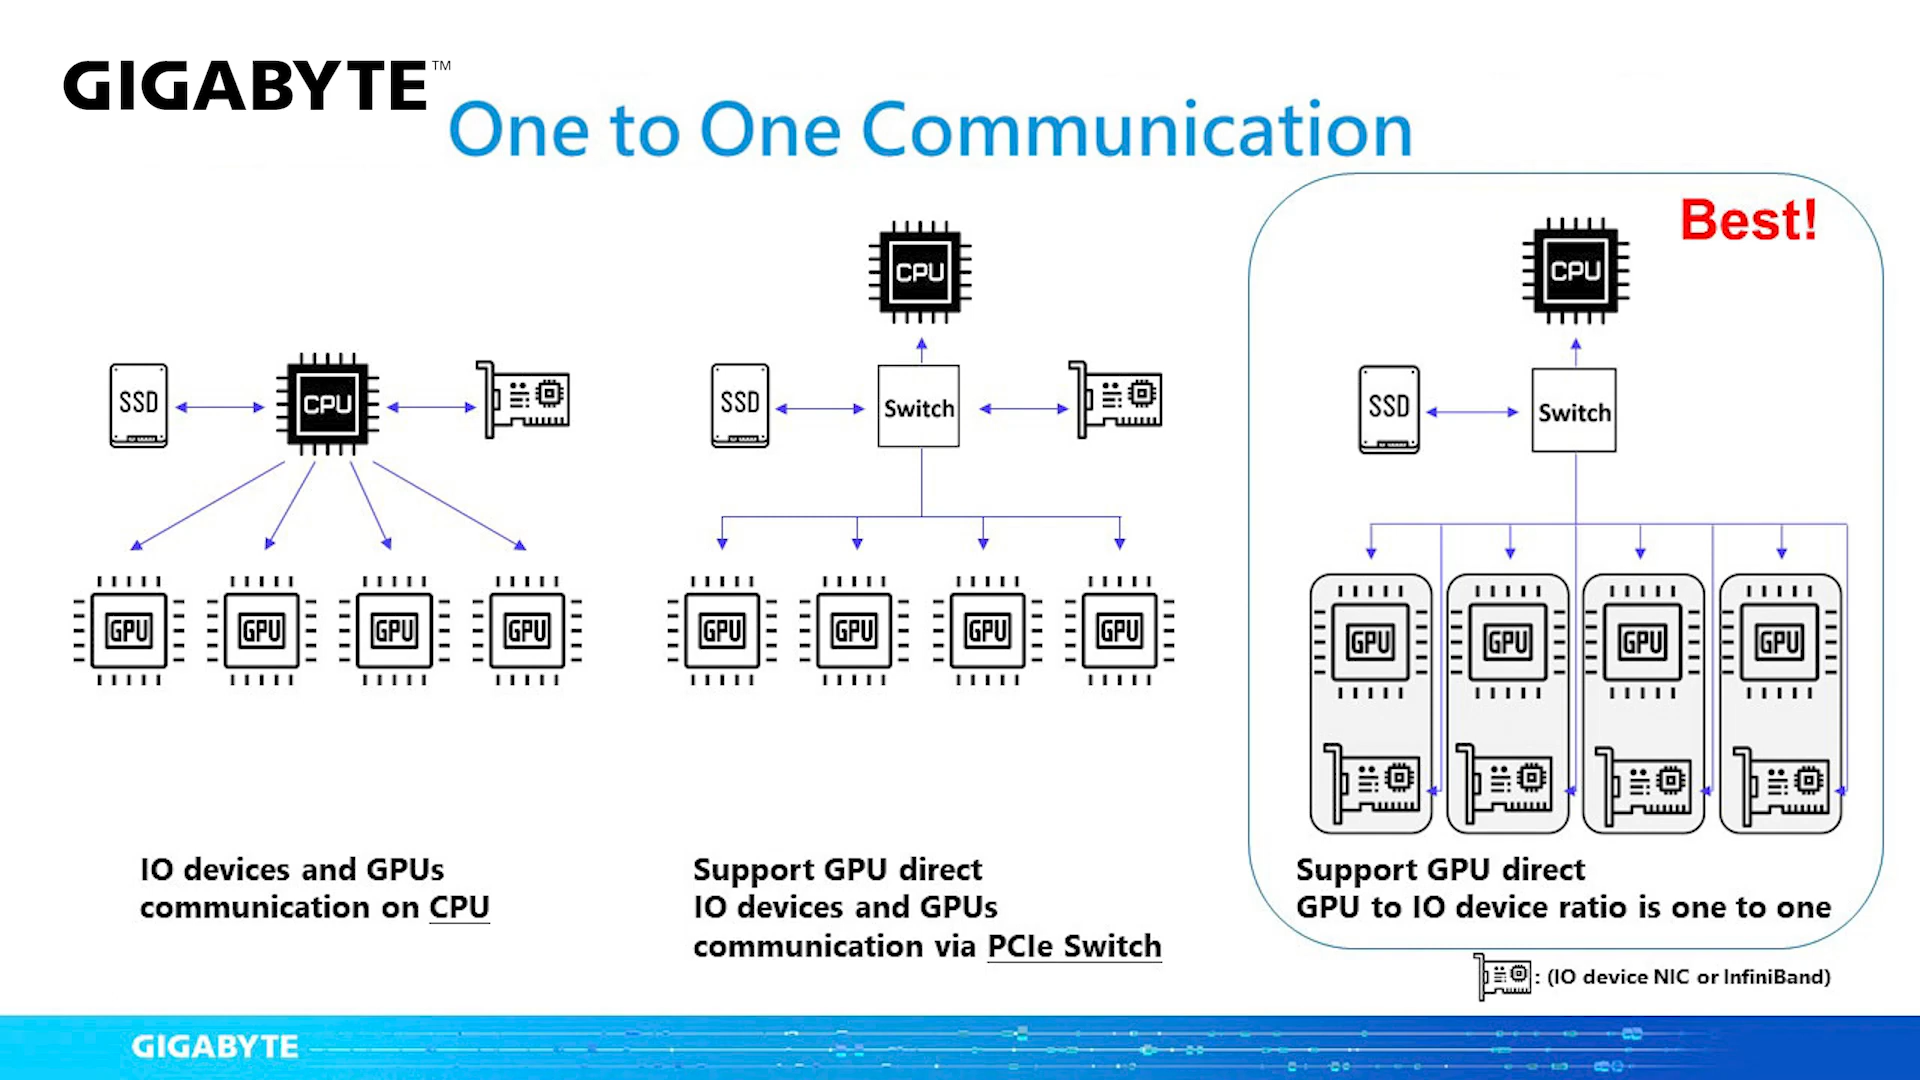 GIGABYTE™
One to One Communication
Best!
CPU
CPU
SSD
CPU
SSD
Switch
SSD
Switch
GPU
GPU
GPU
GPU
GPU
GPU
GPU
GPU
GPU
GPU
GPU
GPU
IO devices and GPUs
communication on CPU
Support GPU direct
IO devices and GPUs
communication via PCIe Switch
Support GPU direct
GPU to IO device ratio is one to one
: (IO device NIC or InfiniBand)
GIGABYTE